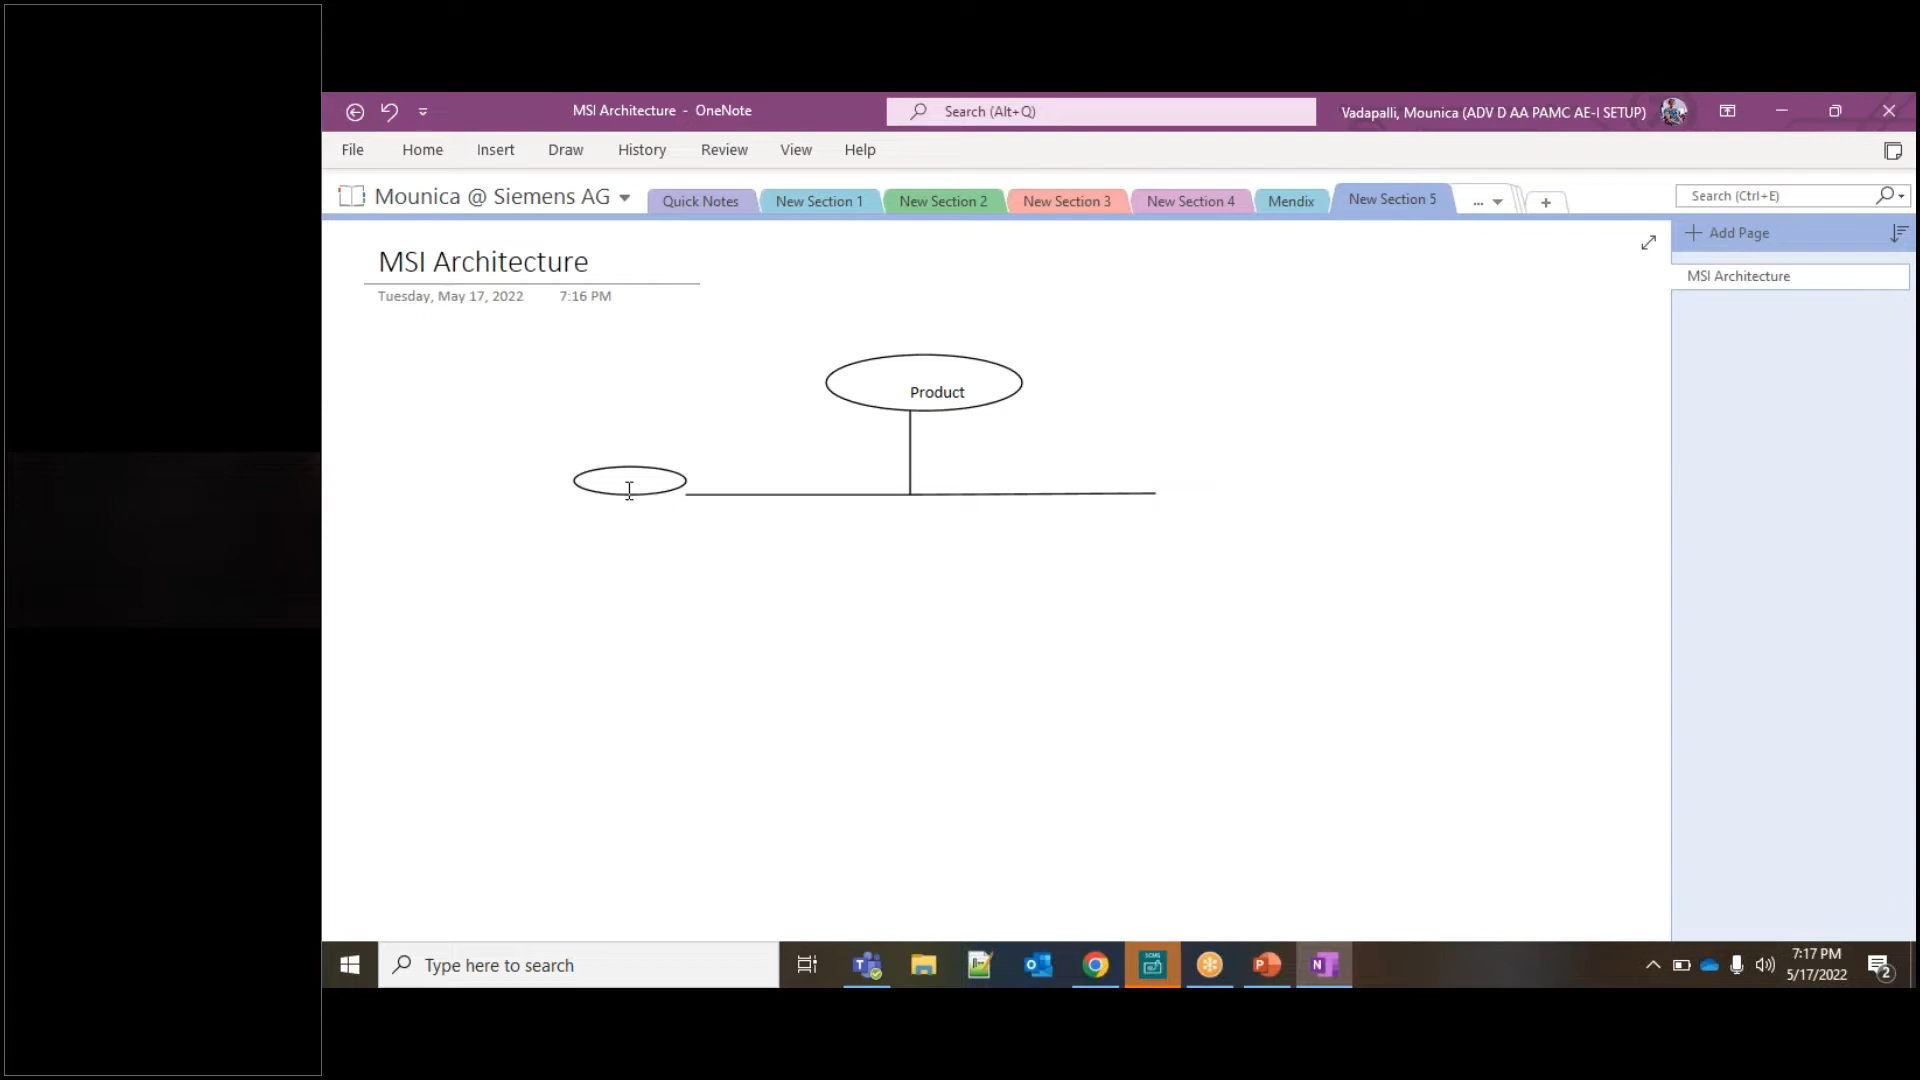 MSI Architecture - OneNote
Search (Alt+Q)
Vadapalli, Mounica (ADV D AA PAMC AE-I SETUP)
File Home Insert Draw History Review View Help
Mounica @ Siemens AG
Quick Notes New Section 1 New Section 2 New Section 3 New Section 4 Mendix New Section 5 ...
Search (Ctrl+E)
Add Page
MSI Architecture
MSI Architecture
Tuesday, May 17, 2022 7:16 PM
Product
Type here to search
SCMS
7:17 PM
5/17/2022
2